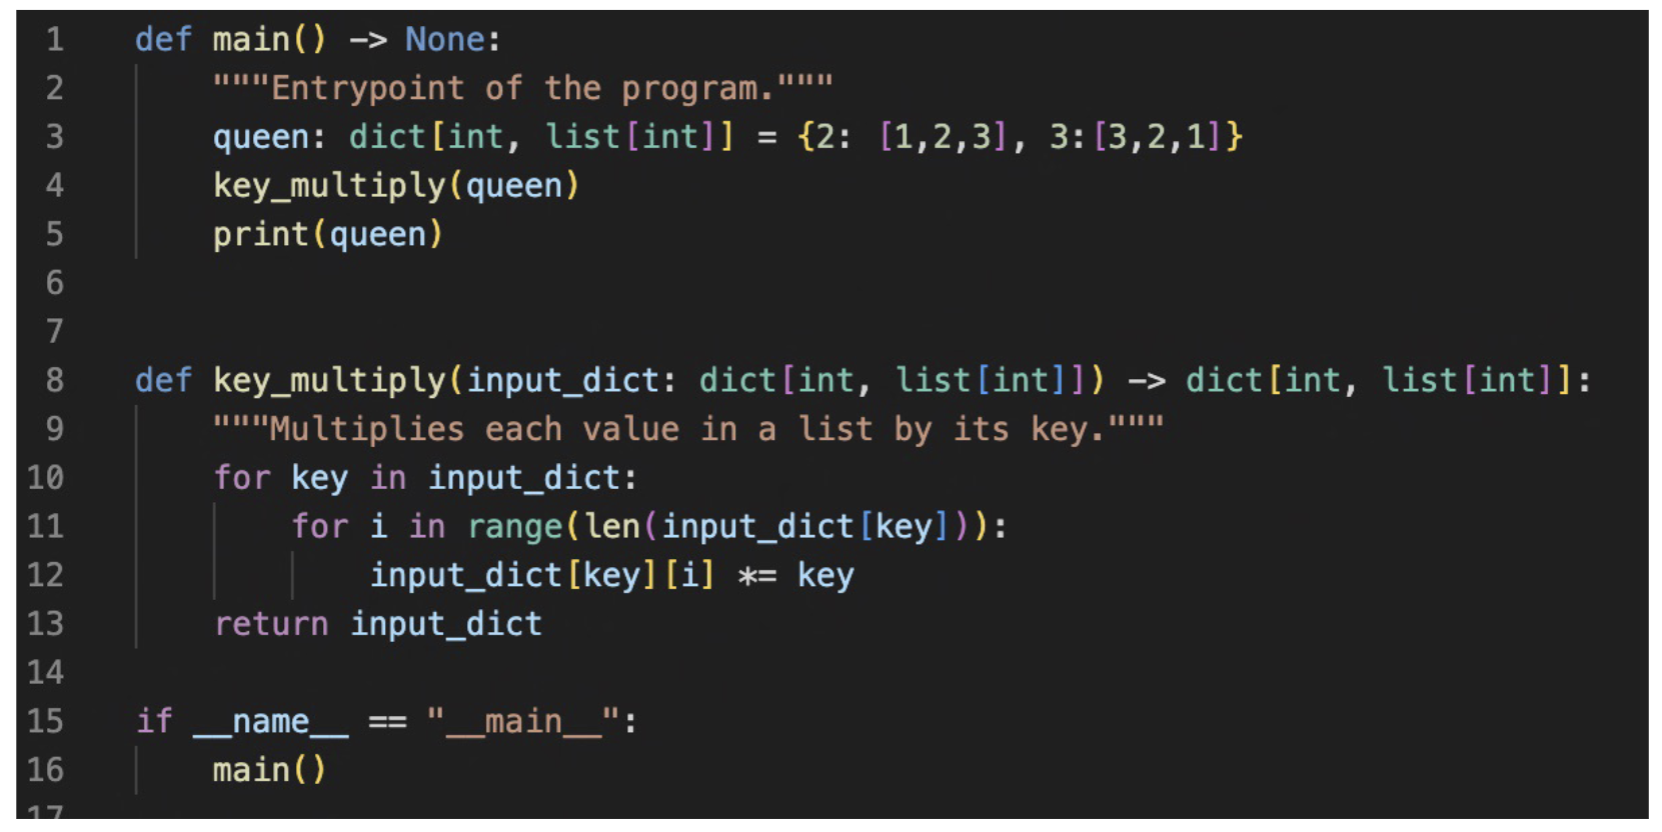 1 def main() -> None:
2 """Entrypoint of the program."""
3 queen: dict[int, list[int]] = {2: [1,2,3], 3:[3,2,1]}
4 key_multiply(queen)
5 print(queen)
6
7
8 def key_multiply(input_dict: dict[int, list[int]]) -> dict[int, list[int]]:
9 """Multiplies each value in a list by its key."""
10 for key in input_dict:
11 for i in range(len(input_dict[key])):
12 input_dict[key][i] *= key
13 return input_dict
14
15 if __name__ == "__main__":
16 main()
17